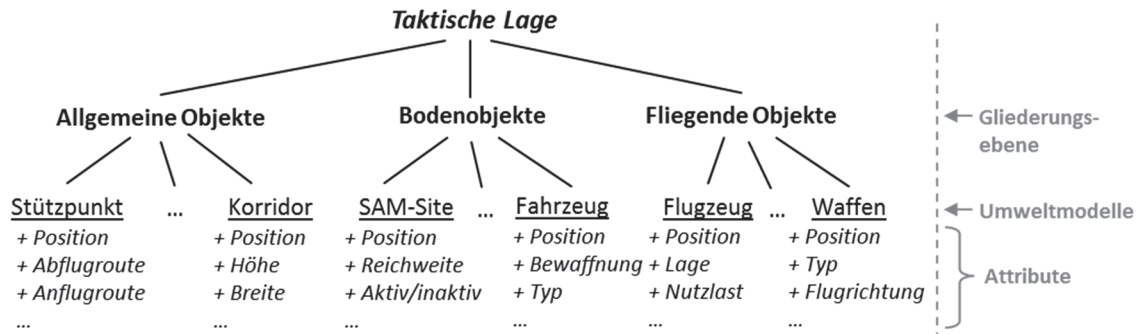 Taktische Lage
Allgemeine Objekte Bodenobjekte Fliegende Objekte
Gliederungs-
ebene
Stützpunkt ... Korridor SAM-Site ... Fahrzeug Flugzeug ... Waffen Umweltmodelle
+ Position + Position + Position + Position + Position + Position
+ Abflugroute + Höhe + Reichweite + Bewaffnung + Lage + Typ
+ Anflugroute + Breite + Aktiv/inaktiv + Typ + Nutzlast + Flugrichtung
Attribute
... ... ... ... ... ...